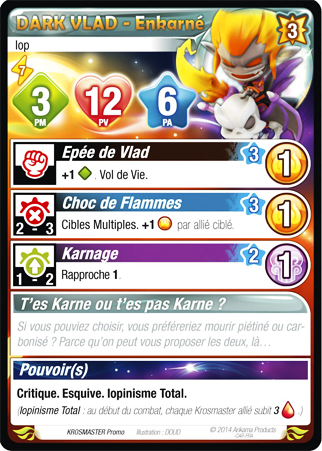 DARK VLAD - Enkarné
3
Iop
7
3
PM
12
PV
6
PA
Epée de Vlad
3
1
+1 . Vol de Vie.
Choc de Flammes
3
1
2 - 3
Cibles Multiples. +1 par allié ciblé.
Karnage
2
1
1 - 2
Rapproche 1.
T'es Karne ou t'es pas Karne ?
Si vous pouviez choisir, vous préféreriez mourir piétiné ou car-
bonisé ? Parce qu'on peut vous proposer les deux, là…
Pouvoir(s)
Critique. Esquive. Iopinisme Total.
(Iopinisme Total : au début du combat, chaque Krosmaster allié subit 3 .)
KROSMASTER Promo
Illustration : DOUD
© 2014 Ankama Products